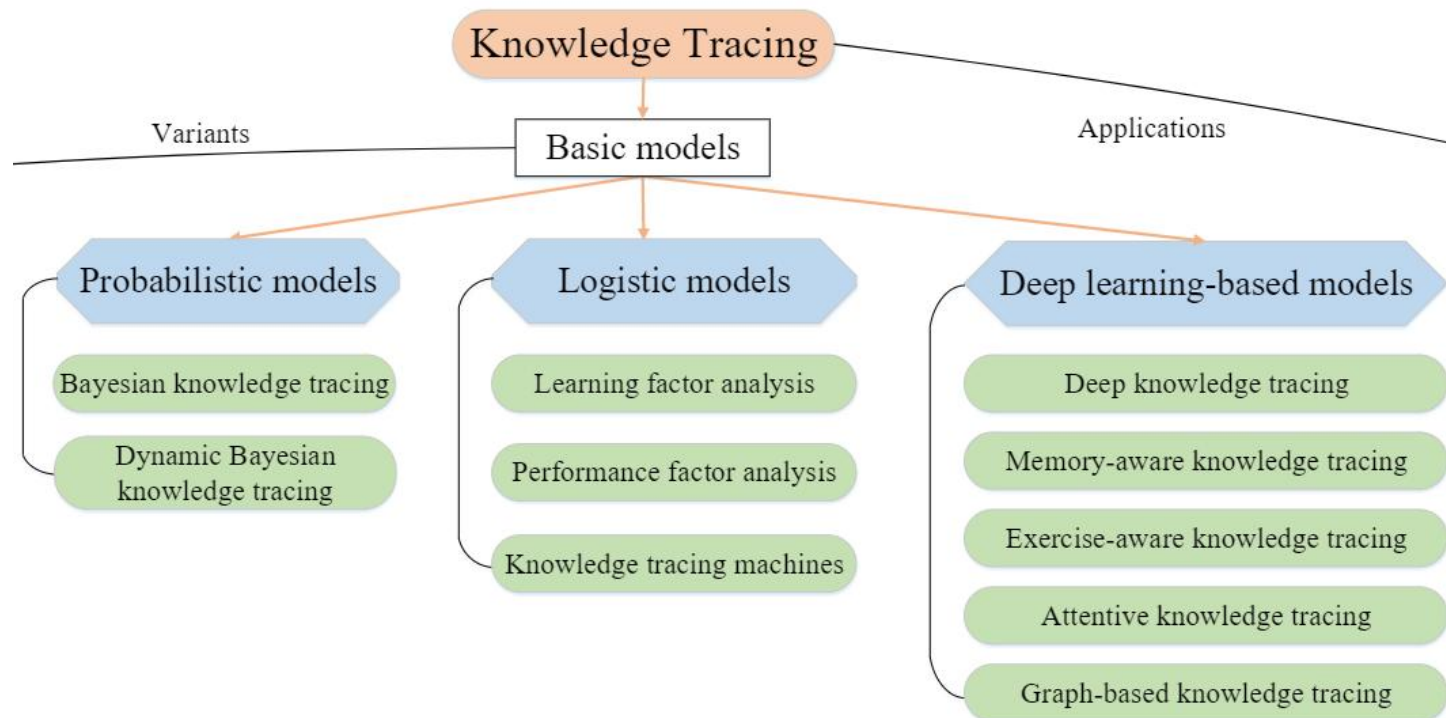 Knowledge Tracing
Variants
Applications
Basic models
Probabilistic models
Logistic models
Deep learning-based models
Bayesian knowledge tracing
Dynamic Bayesian
knowledge tracing
Learning factor analysis
Performance factor analysis
Knowledge tracing machines
Deep knowledge tracing
Memory-aware knowledge tracing
Exercise-aware knowledge tracing
Attentive knowledge tracing
Graph-based knowledge tracing